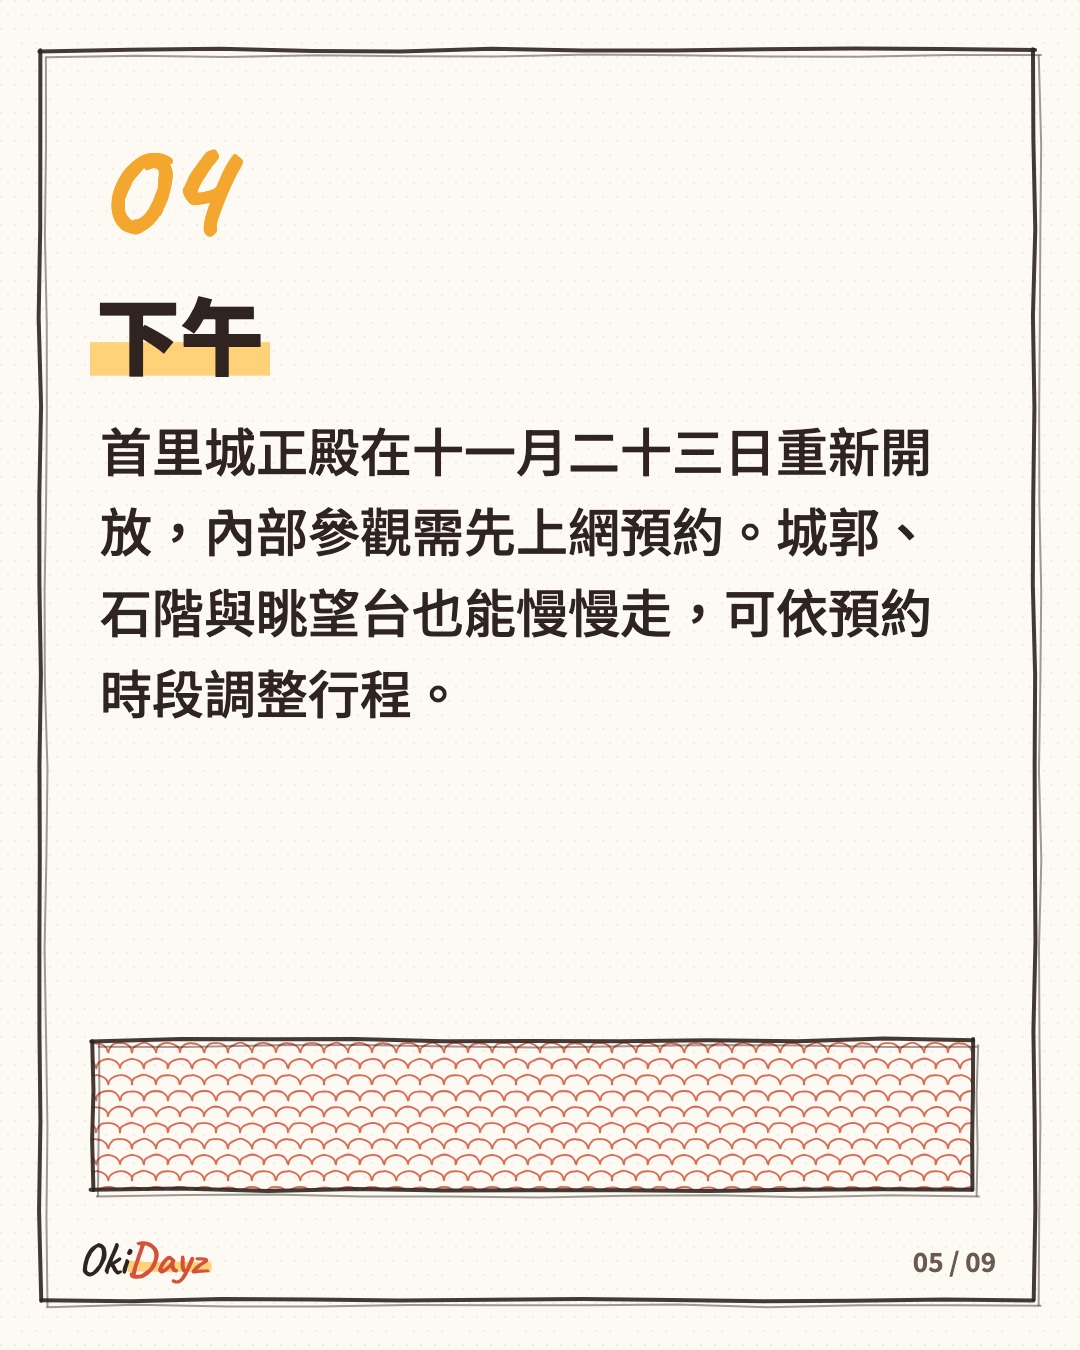 04
下午
首里城正殿在十一月二十三日重新開
放，內部參觀需先上網預約。城郭、
石階與眺望台也能慢慢走，可依預約
時段調整行程。
OkiDayz
05 / 09